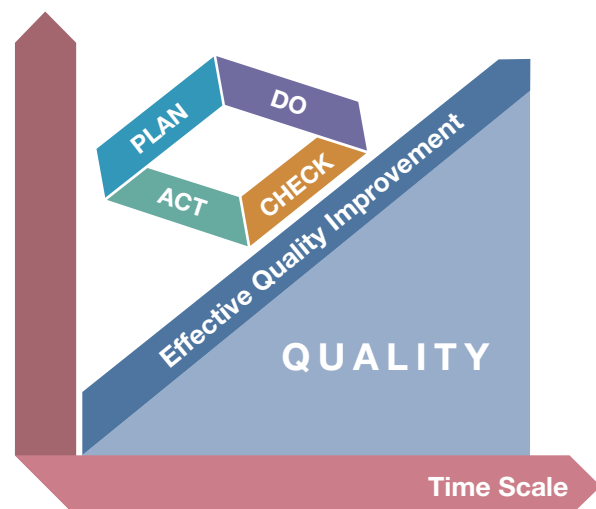 PLAN
DO
CHECK
ACT
Effective Quality Improvement
QUALITY
Time Scale